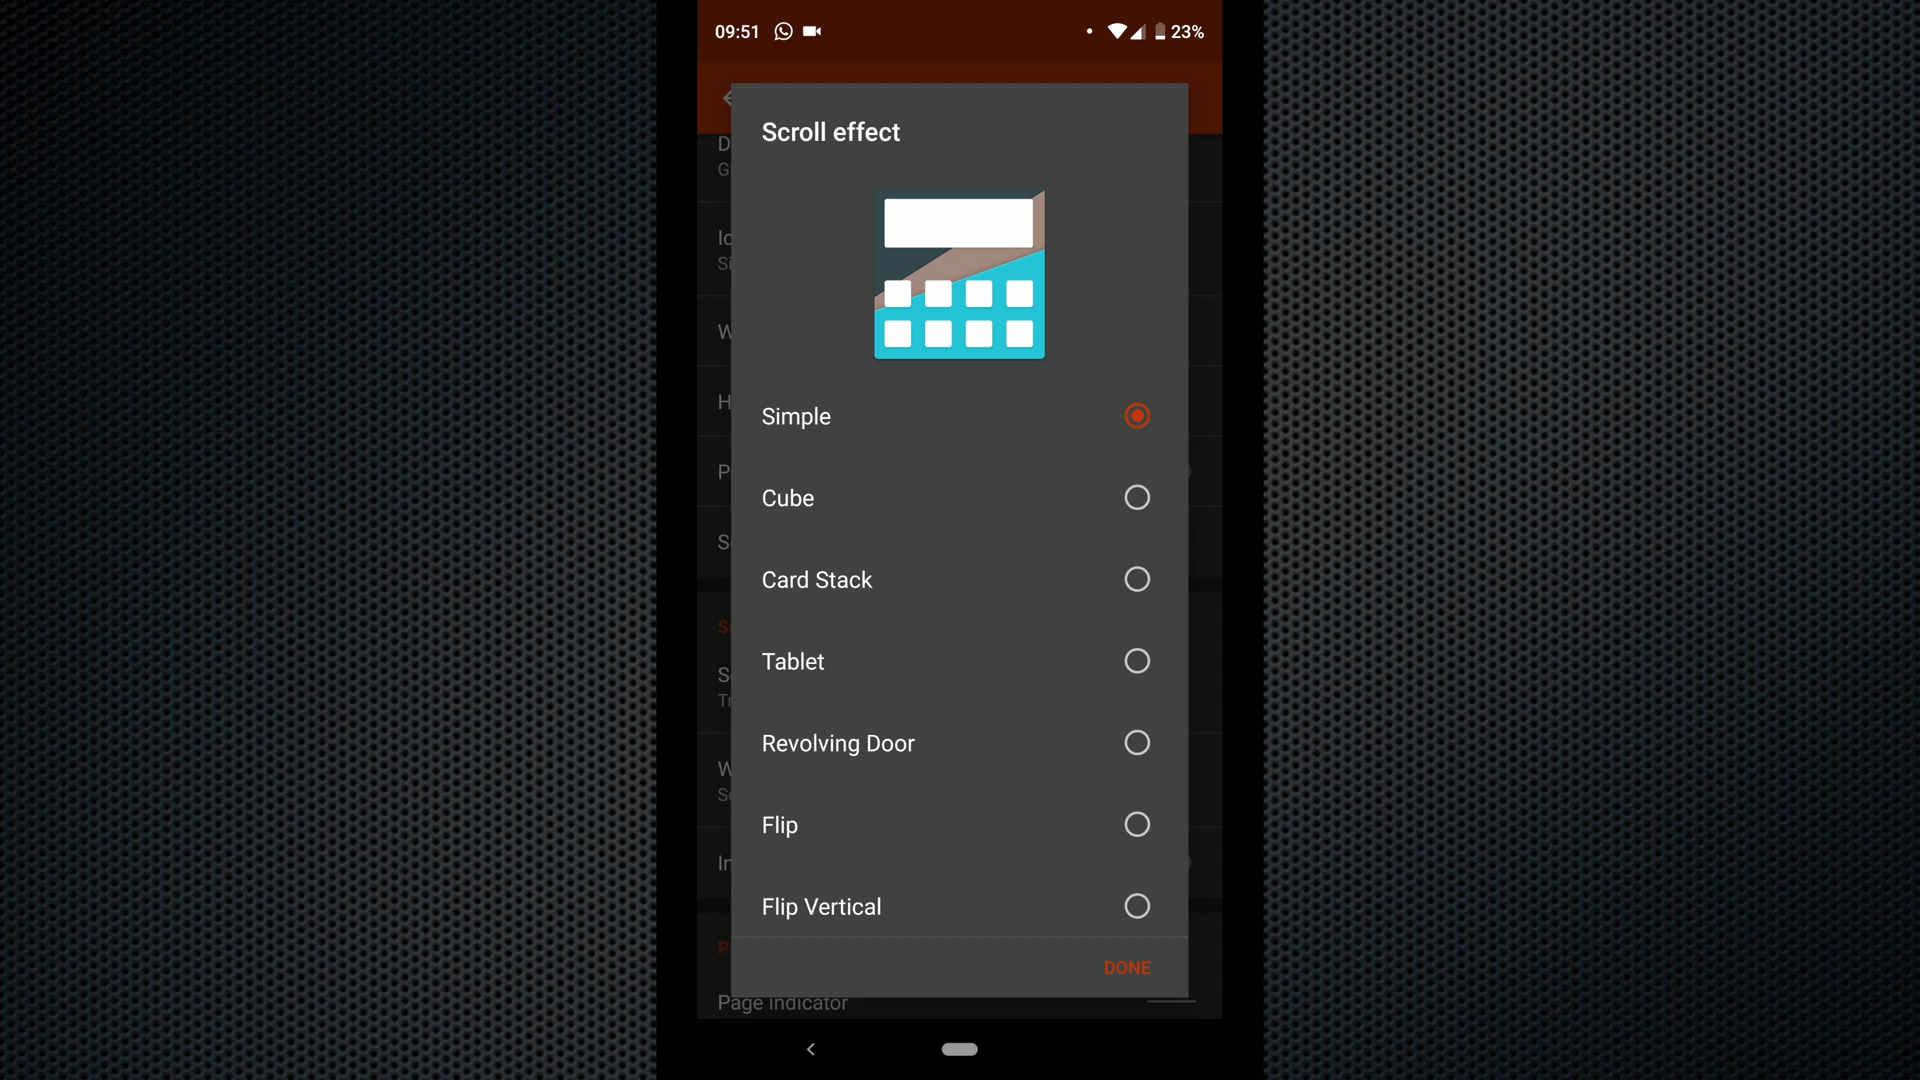 09:51
23%
Scroll effect
Simple
Cube
Card Stack
Tablet
Revolving Door
Flip
Flip Vertical
DONE
Page indicator